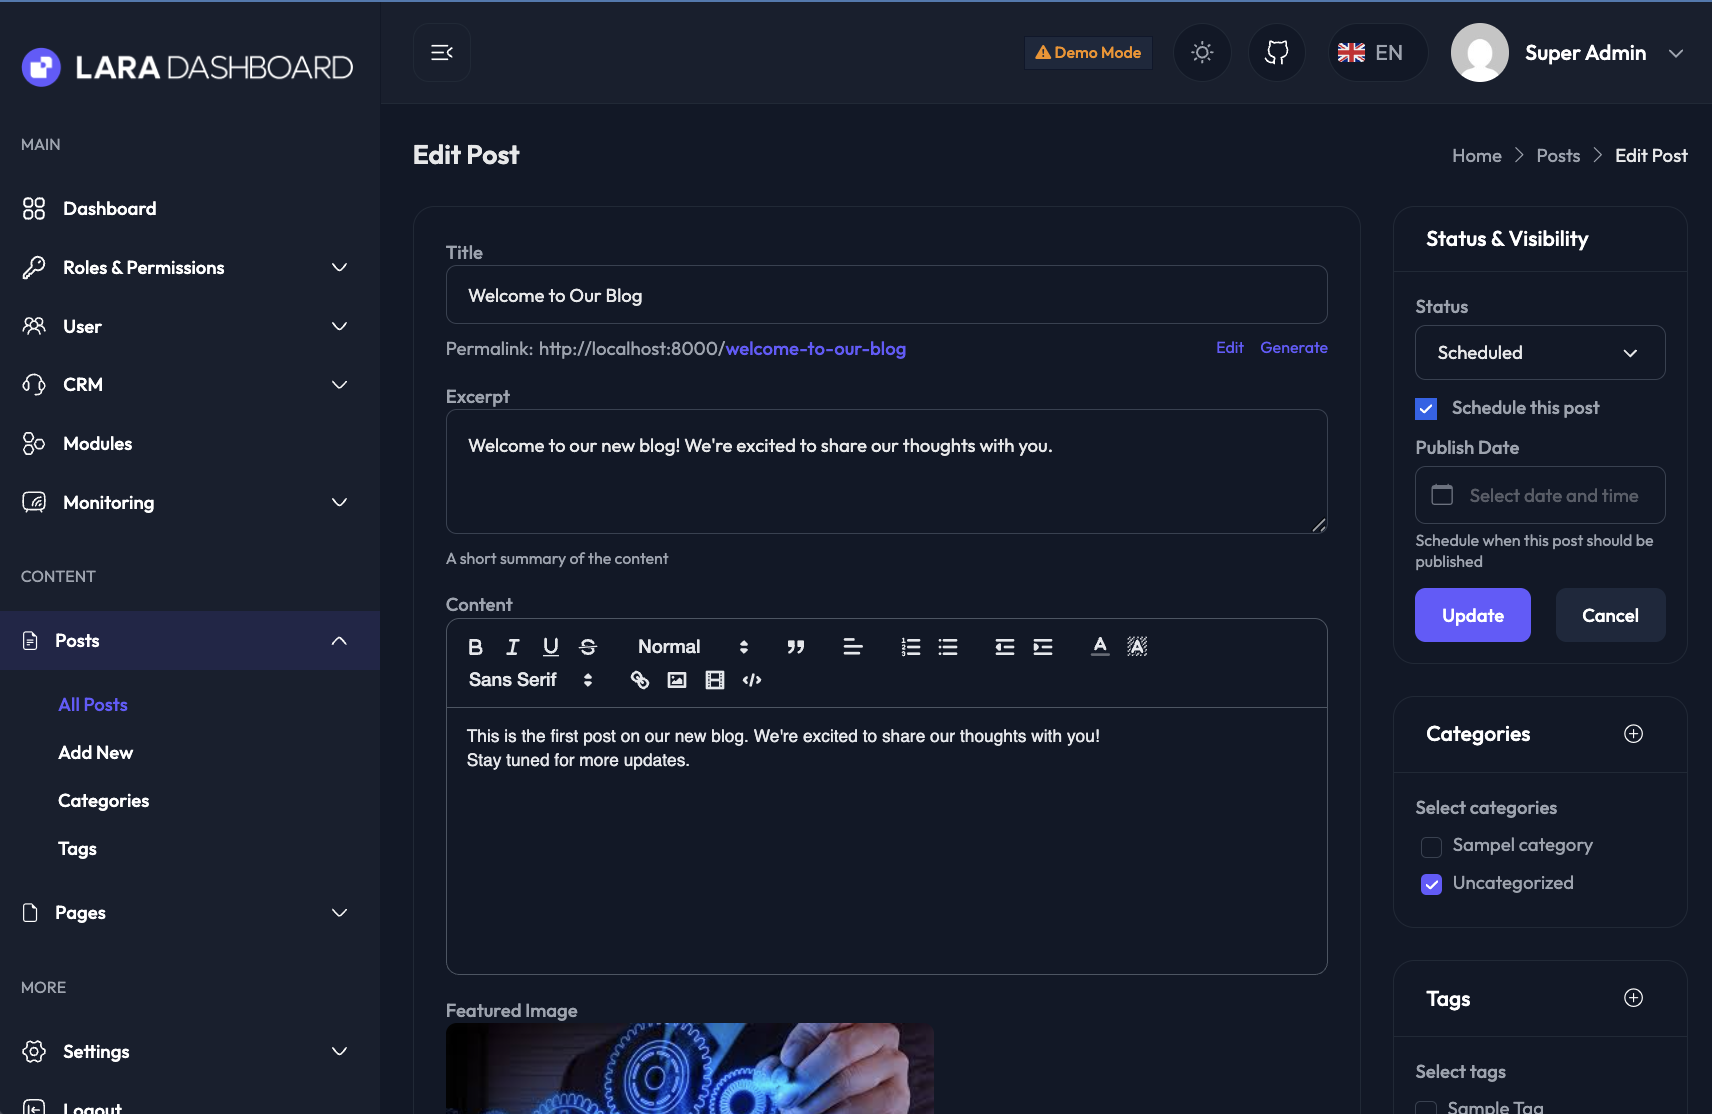 LARA DASHBOARD
MAIN
Dashboard
Roles & Permissions
User
CRM
Modules
Monitoring
CONTENT
Posts
All Posts
Add New
Categories
Tags
Pages
MORE
Settings
Logout
Demo Mode
EN
Super Admin
Edit Post
Home > Posts > Edit Post
Title
Welcome to Our Blog
Permalink: http://localhost:8000/welcome-to-our-blog
Edit Generate
Excerpt
Welcome to our new blog! We're excited to share our thoughts with you.
A short summary of the content
Content
Normal
Sans Serif
This is the first post on our new blog. We're excited to share our thoughts with you!
Stay tuned for more updates.
Featured Image
Status & Visibility
Status
Scheduled
Schedule this post
Publish Date
Select date and time
Schedule when this post should be
published
Update Cancel
Categories
Select categories
Sampel category
Uncategorized
Tags
Select tags
Sample Tag